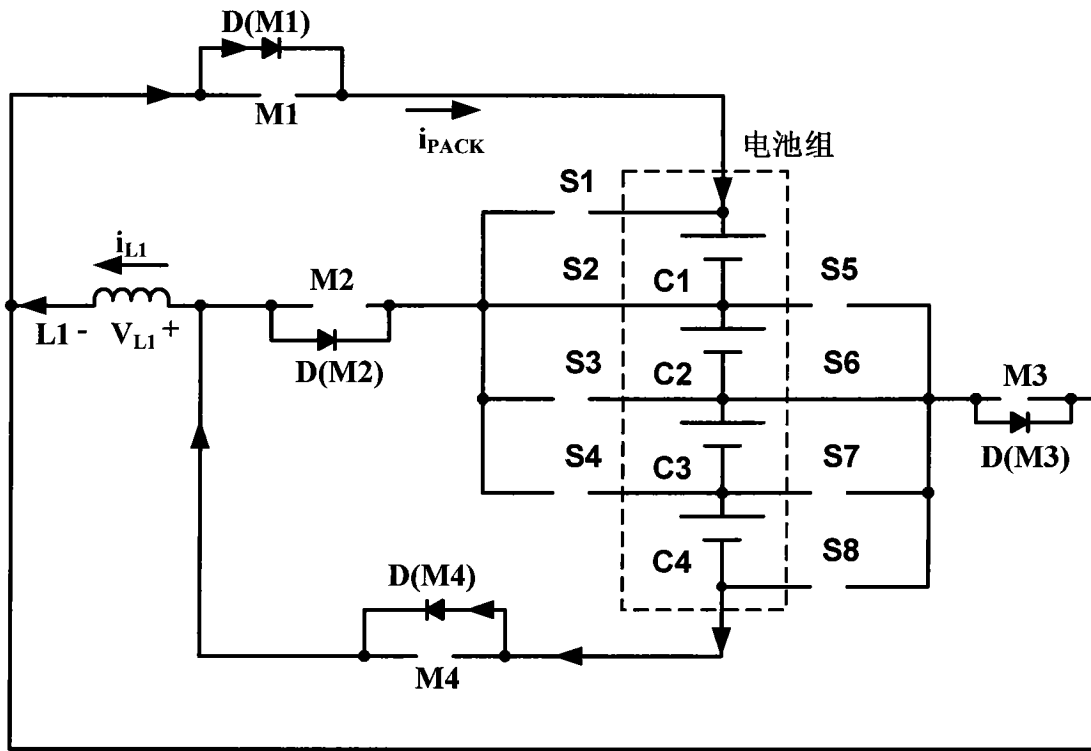 D(M1)
M1
iPACK
电池组
S1
iL1
S2
M2
C1
S5
L1 - VL1 +
D(M2)
S3
C2
S6
M3
S4
C3
S7
D(M3)
C4
S8
D(M4)
M4